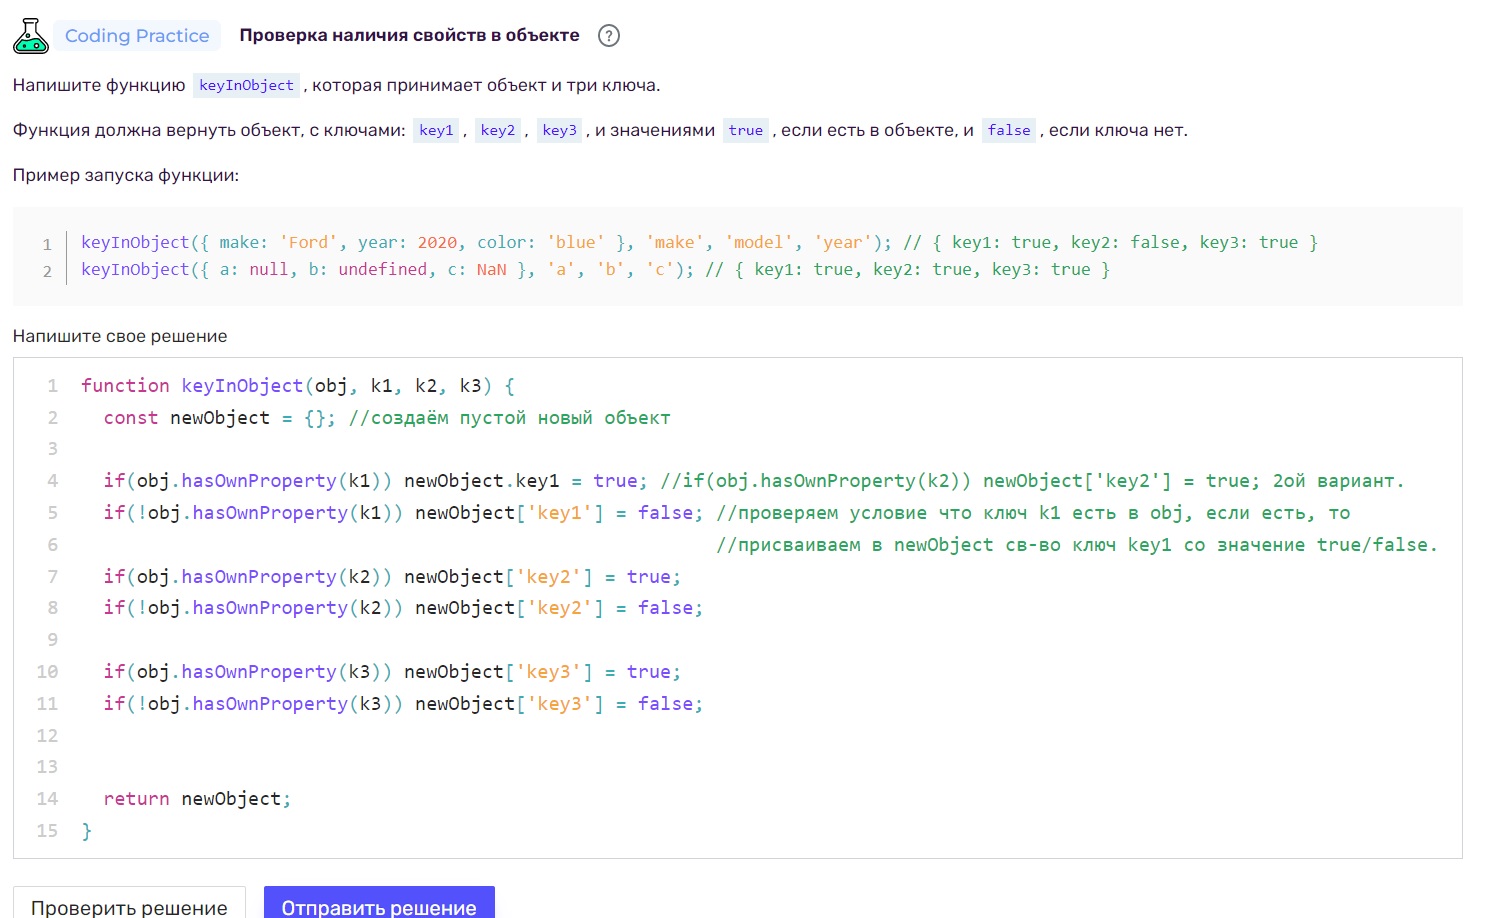 Coding Practice Проверка наличия свойств в объекте ?
Напишите функцию keyInObject , которая принимает объект и три ключа.
Функция должна вернуть объект, с ключами: key1 , key2 , key3 , и значениями true , если есть в объекте, и false , если ключа нет.
Пример запуска функции:
1 keyInObject({ make: 'Ford', year: 2020, color: 'blue' }, 'make', 'model', 'year'); // { key1: true, key2: false, key3: true }
2 keyInObject({ a: null, b: undefined, c: NaN }, 'a', 'b', 'c'); // { key1: true, key2: true, key3: true }
Напишите свое решение
1 function keyInObject(obj, k1, k2, k3) {
2 const newObject = {}; //создаём пустой новый объект
3
4 if(obj.hasOwnProperty(k1)) newObject.key1 = true; //if(obj.hasOwnProperty(k2)) newObject['key2'] = true; 2ой вариант.
5 if(!obj.hasOwnProperty(k1)) newObject['key1'] = false; //проверяем условие что ключ k1 есть в obj, если есть, то
6 //присваиваем в newObject св-во ключ key1 со значение true/false.
7 if(obj.hasOwnProperty(k2)) newObject['key2'] = true;
8 if(!obj.hasOwnProperty(k2)) newObject['key2'] = false;
9
10 if(obj.hasOwnProperty(k3)) newObject['key3'] = true;
11 if(!obj.hasOwnProperty(k3)) newObject['key3'] = false;
12
13
14 return newObject;
15 }
Проверить решение Отправить решение